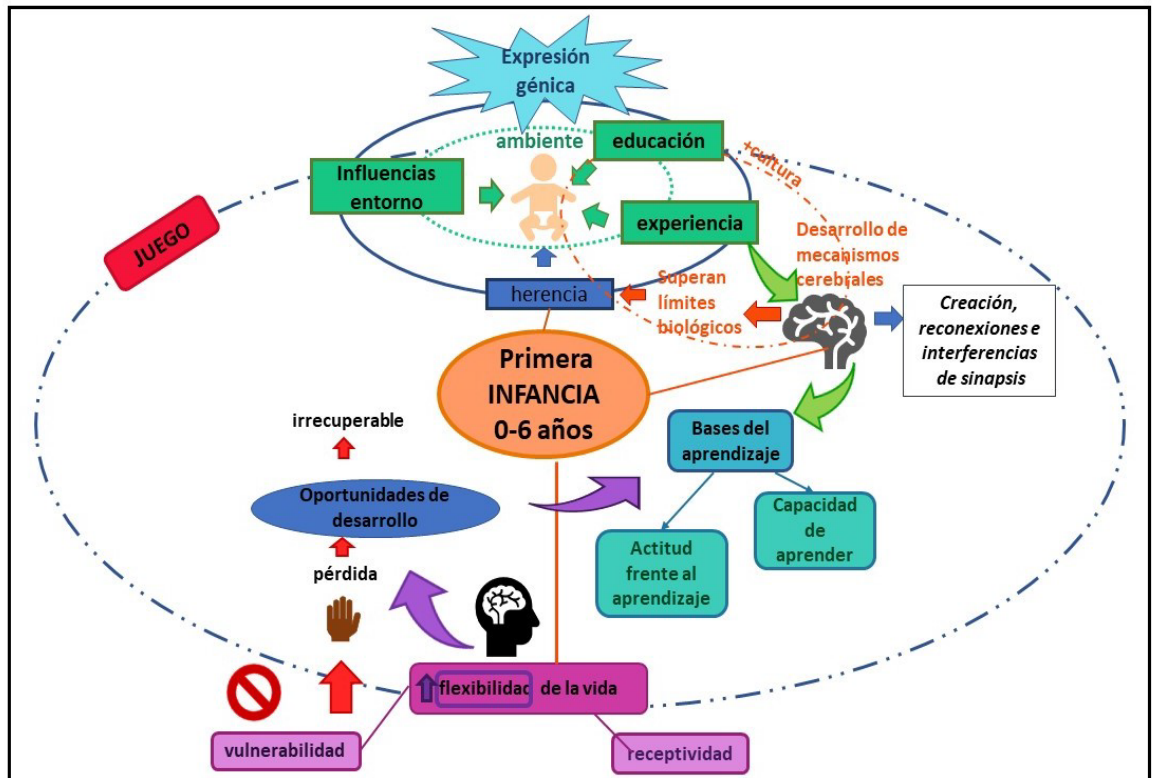 Expresión
génica
ambiente
educación
+cultura
Influencias
entorno
experiencia
JUEGO
Desarrollo de
mecanismos
cerebrales
herencia
Superan
límites
biológicos
Creación,
reconexiones e
interferencias
de sinapsis
Primera
INFANCIA
0-6 años
irrecuperable
Bases del
aprendizaje
Oportunidades de
desarrollo
Capacidad
de
aprender
Actitud
frente al
aprendizaje
pérdida
flexibilidad de la vida
vulnerabilidad
receptividad